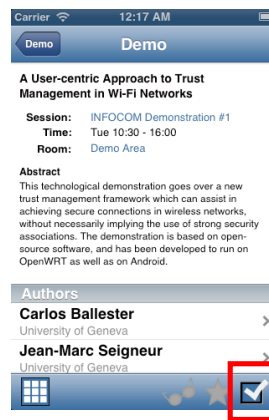 Carrier 12:17 AM
Demo Demo
A User-centric Approach to Trust
Management in Wi-Fi Networks
Session: INFOCOM Demonstration #1
Time: Tue 10:30 - 16:00
Room: Demo Area
Abstract
This technological demonstration goes over a new
trust management framework which can assist in
achieving secure connections in wireless networks,
without necessarily implying the use of strong security
associations. The demonstration is based on open-
source software, and has been developed to run on
OpenWRT as well as on Android.
Authors
Carlos Ballester
University of Geneva
Jean-Marc Seigneur
University of Geneva